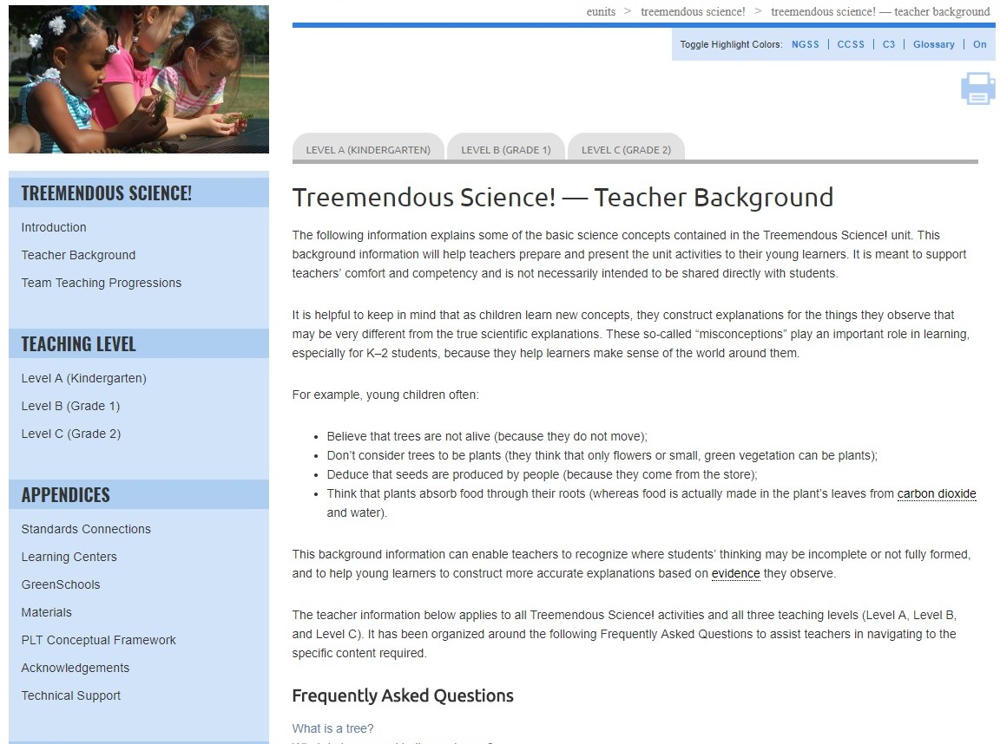 eunits > treemendous science! > treemendous science! — teacher background
Toggle Highlight Colors: NGSS | CCSS | C3 | Glossary | On
LEVEL A (KINDERGARTEN) LEVEL B (GRADE 1) LEVEL C (GRADE 2)
TREEMENDOUS SCIENCE!
Introduction
Teacher Background
Team Teaching Progressions
TEACHING LEVEL
Level A (Kindergarten)
Level B (Grade 1)
Level C (Grade 2)
APPENDICES
Standards Connections
Learning Centers
GreenSchools
Materials
PLT Conceptual Framework
Acknowledgements
Technical Support
Treemendous Science! — Teacher Background
The following information explains some of the basic science concepts contained in the Treemendous Science! unit. This
background information will help teachers prepare and present the unit activities to their young learners. It is meant to support
teachers’ comfort and competency and is not necessarily intended to be shared directly with students.
It is helpful to keep in mind that as children learn new concepts, they construct explanations for the things they observe that
may be very different from the true scientific explanations. These so-called “misconceptions” play an important role in learning,
especially for K–2 students, because they help learners make sense of the world around them.
For example, young children often:
• Believe that trees are not alive (because they do not move);
• Don’t consider trees to be plants (they think that only flowers or small, green vegetation can be plants);
• Deduce that seeds are produced by people (because they come from the store);
• Think that plants absorb food through their roots (whereas food is actually made in the plant’s leaves from carbon dioxide
and water).
This background information can enable teachers to recognize where students’ thinking may be incomplete or not fully formed,
and to help young learners to construct more accurate explanations based on evidence they observe.
The teacher information below applies to all Treemendous Science! activities and all three teaching levels (Level A, Level B,
and Level C). It has been organized around the following Frequently Asked Questions to assist teachers in navigating to the
specific content required.
Frequently Asked Questions
What is a tree?